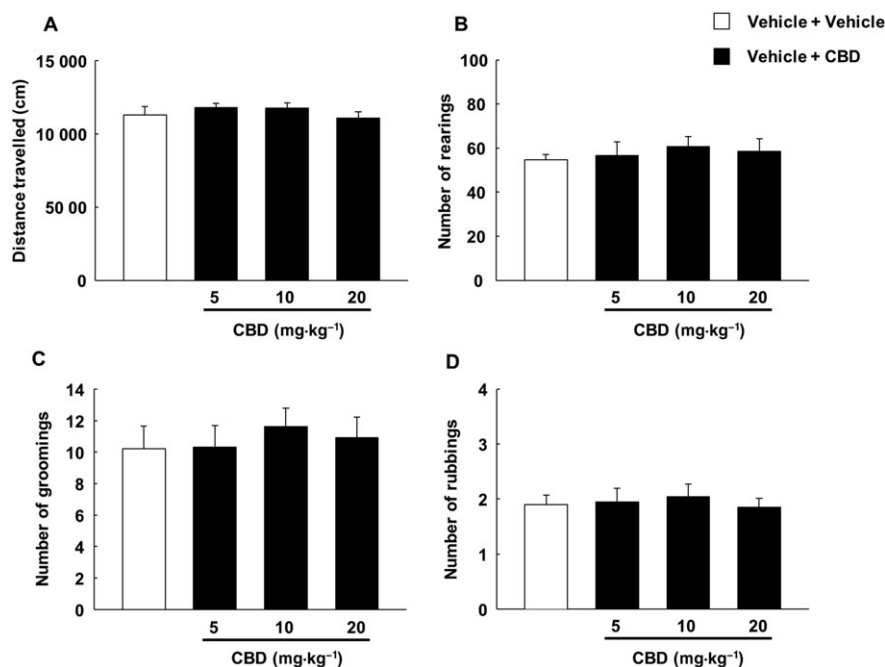 A
15 000
10 000
50 00
0
Distance travelled (cm)
5 10 20
CBD (mg·kg⁻¹)
B
Vehicle + Vehicle
Vehicle + CBD
100
80
60
40
20
0
Number of rearings
5 10 20
CBD (mg·kg⁻¹)
C
14
12
10
8
6
4
2
0
Number of groomings
5 10 20
CBD (mg·kg⁻¹)
D
4
3
2
1
0
Number of rubbings
5 10 20
CBD (mg·kg⁻¹)